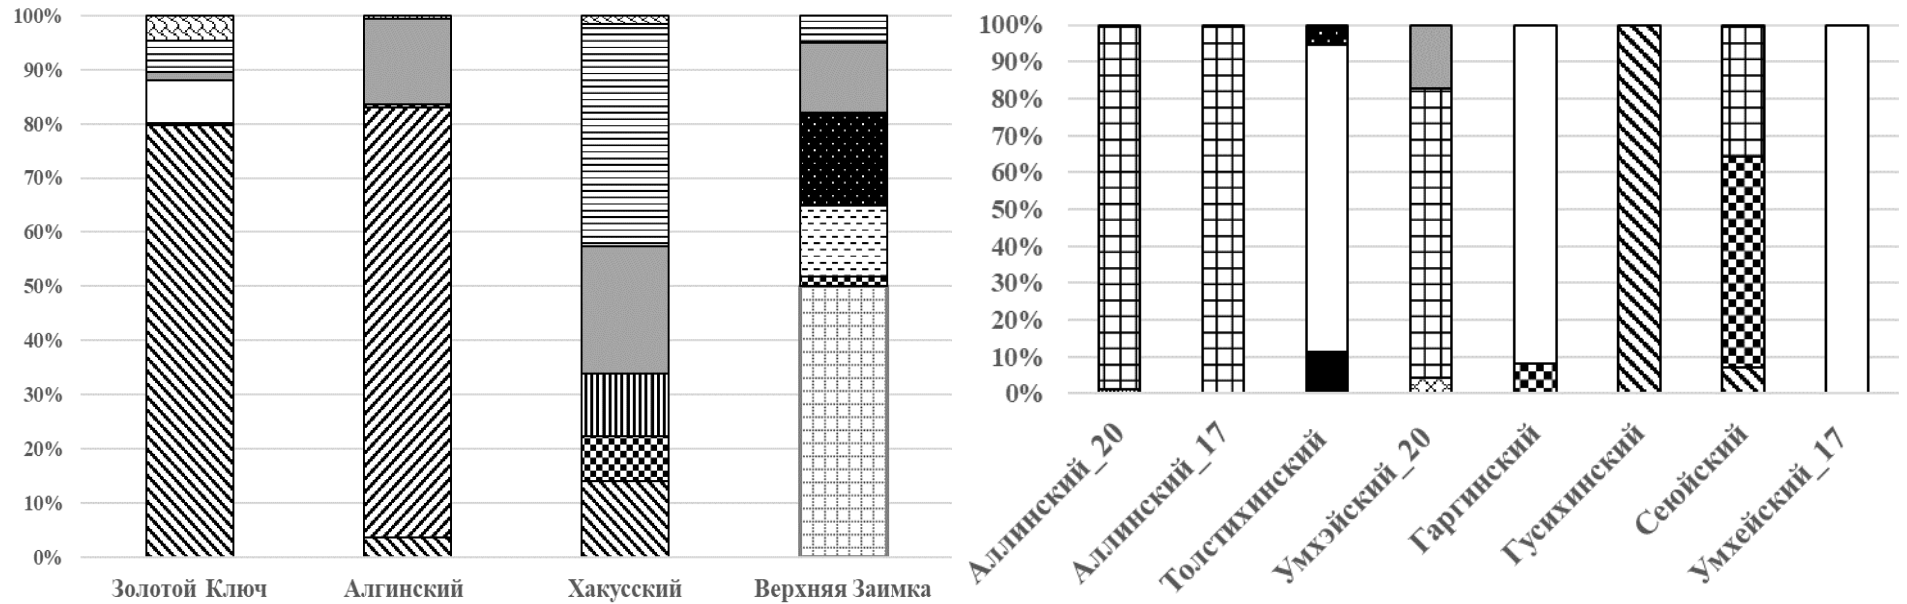 100%
90%
80%
70%
60%
50%
40%
30%
20%
10%
0%
Золотой Ключ
Алгинский
Хакусский
Верхняя Заимка
100%
90%
80%
70%
60%
50%
40%
30%
20%
10%
0%
Аллинский_20
Аллинский_17
Толстихинский
Умхэйский_20
Гаргинский
Гусихинский
Сеюйский
Умхейский_17